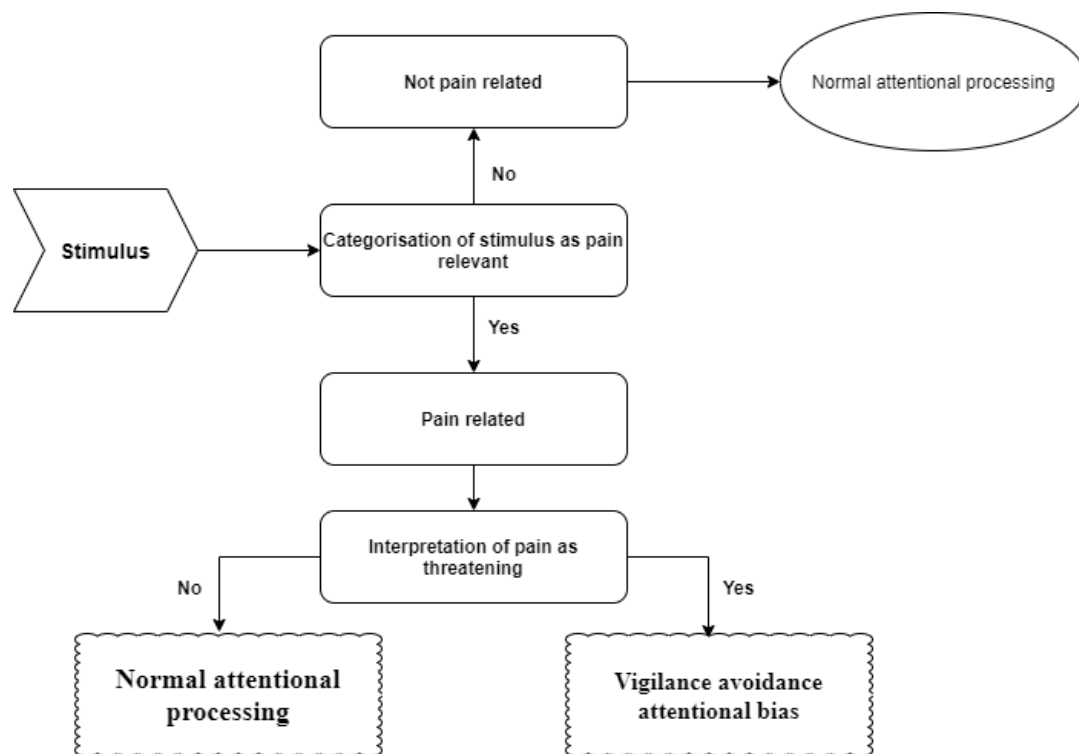 Not pain related
Normal attentional processing
No
Stimulus
Categorisation of stimulus as pain
relevant
Yes
Pain related
Interpretation of pain as
threatening
No
Yes
Normal attentional
processing
Vigilance avoidance
attentional bias